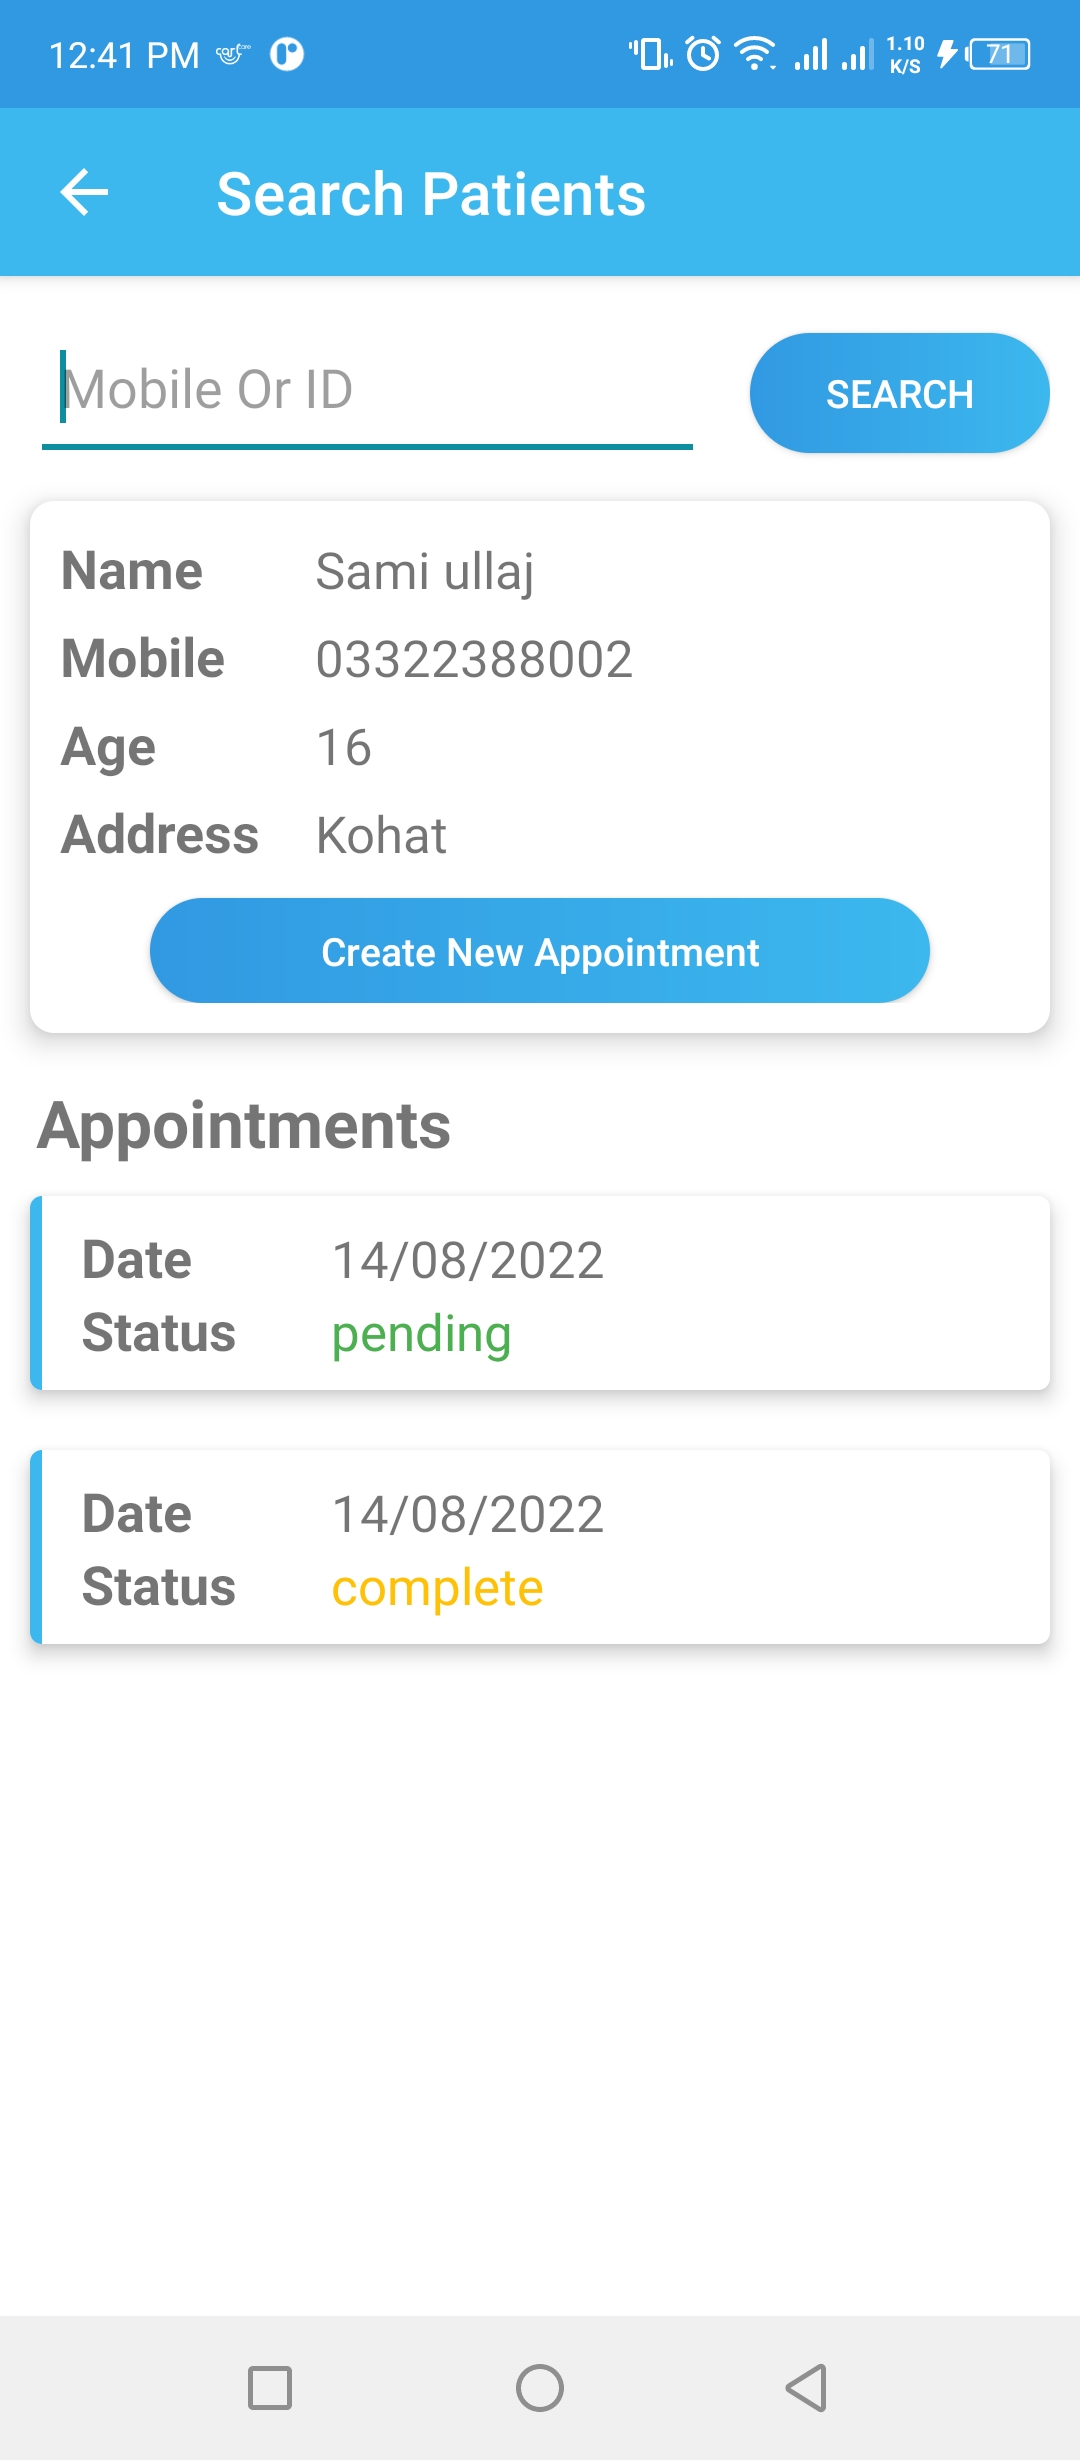 12:41 PM
1.10
K/S
71
Search Patients
Mobile Or ID
SEARCH
Name Sami ullaj
Mobile 03322388002
Age 16
Address Kohat
Create New Appointment
Appointments
Date 14/08/2022
Status pending
Date 14/08/2022
Status complete